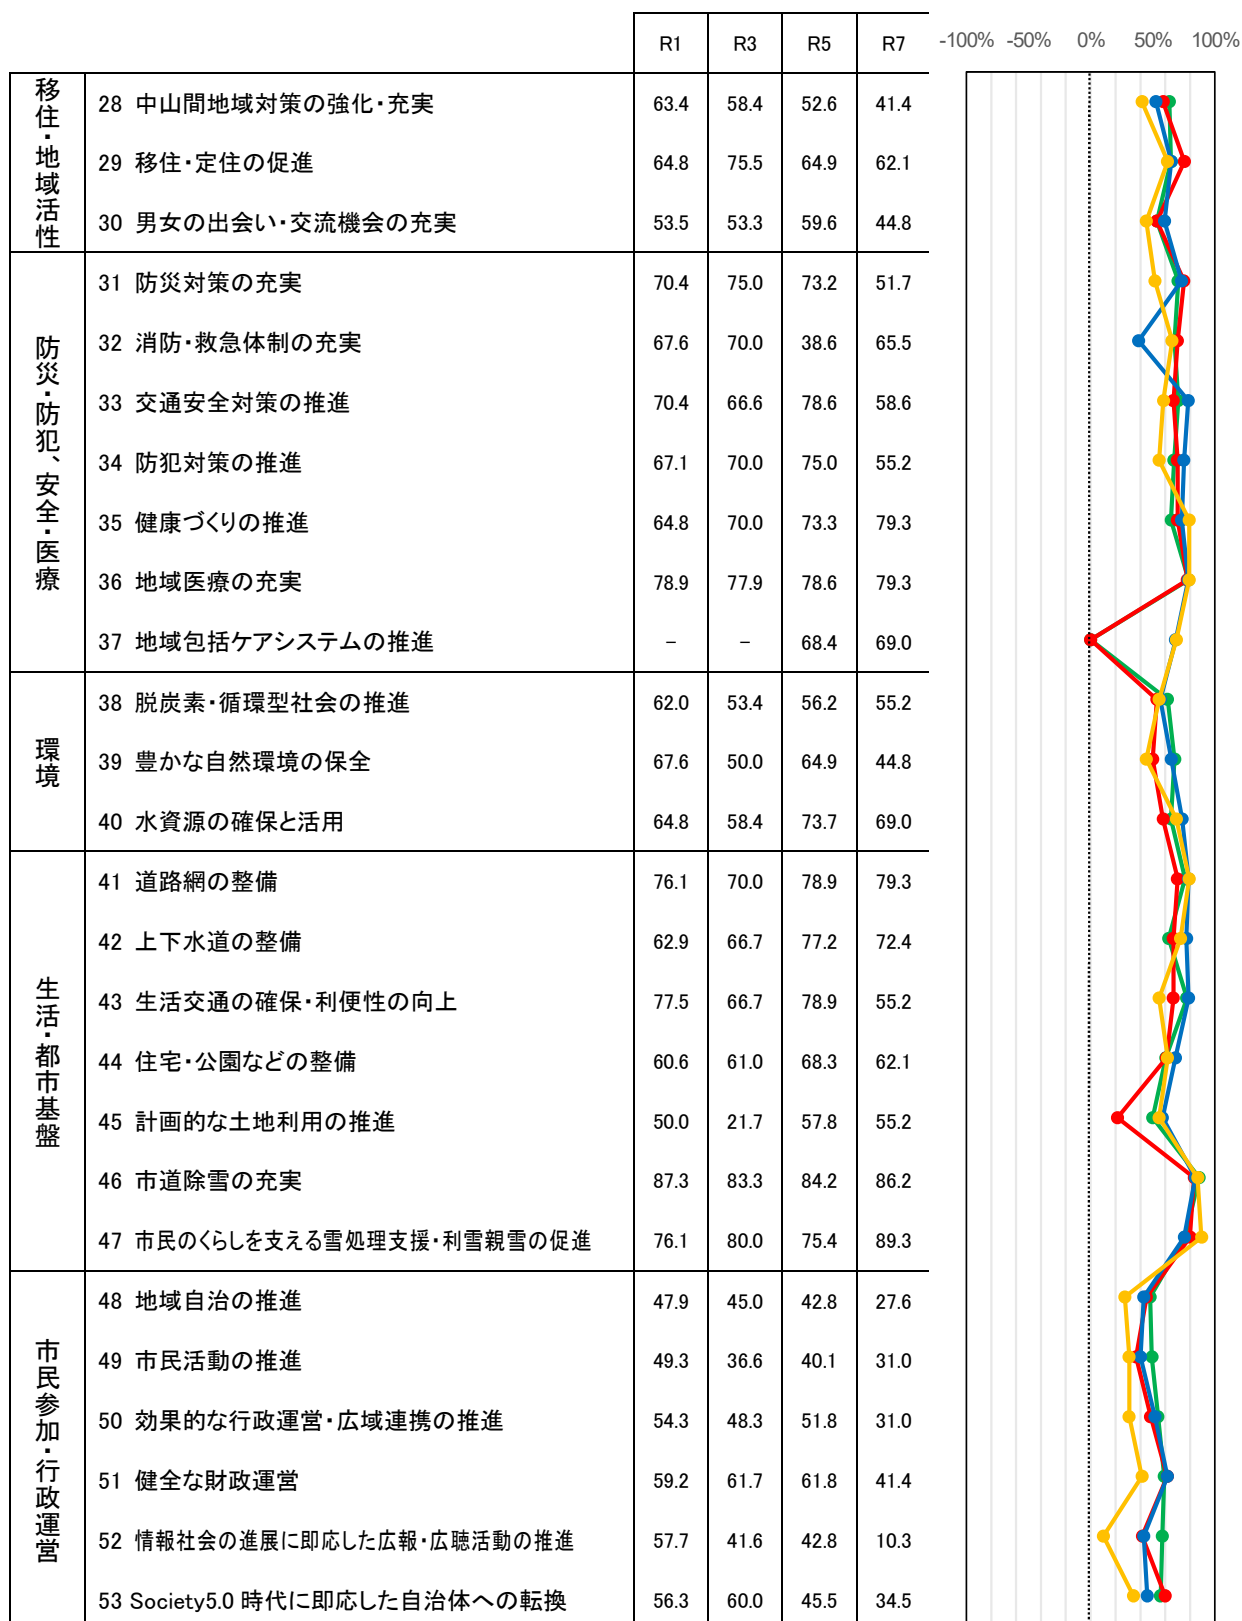 R1 R3 R5 R7 -100% -50% 0% 50% 100%
移住・地域活性
28 中山間地域対策の強化・充実 63.4 58.4 52.6 41.4
29 移住・定住の促進 64.8 75.5 64.9 62.1
30 男女の出会い・交流機会の充実 53.5 53.3 59.6 44.8
防災・防犯、安全・医療
31 防災対策の充実 70.4 75.0 73.2 51.7
32 消防・救急体制の充実 67.6 70.0 38.6 65.5
33 交通安全対策の推進 70.4 66.6 78.6 58.6
34 防犯対策の推進 67.1 70.0 75.0 55.2
35 健康づくりの推進 64.8 70.0 73.3 79.3
36 地域医療の充実 78.9 77.9 78.6 79.3
37 地域包括ケアシステムの推進 － － 68.4 69.0
環境
38 脱炭素・循環型社会の推進 62.0 53.4 56.2 55.2
39 豊かな自然環境の保全 67.6 50.0 64.9 44.8
40 水資源の確保と活用 64.8 58.4 73.7 69.0
生活・都市基盤
41 道路網の整備 76.1 70.0 78.9 79.3
42 上下水道の整備 62.9 66.7 77.2 72.4
43 生活交通の確保・利便性の向上 77.5 66.7 78.9 55.2
44 住宅・公園などの整備 60.6 61.0 68.3 62.1
45 計画的な土地利用の推進 50.0 21.7 57.8 55.2
46 市道除雪の充実 87.3 83.3 84.2 86.2
47 市民のくらしを支える雪処理支援・利雪親雪の促進 76.1 80.0 75.4 89.3
市民参加・行政運営
48 地域自治の推進 47.9 45.0 42.8 27.6
49 市民活動の推進 49.3 36.6 40.1 31.0
50 効果的な行政運営・広域連携の推進 54.3 48.3 51.8 31.0
51 健全な財政運営 59.2 61.7 61.8 41.4
52 情報社会の進展に即応した広報・広聴活動の推進 57.7 41.6 42.8 10.3
53 Society5.0 時代に即応した自治体への転換 56.3 60.0 45.5 34.5